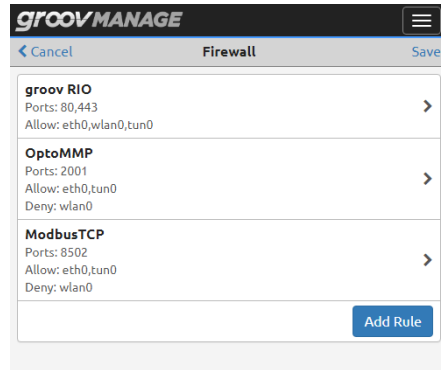 groov MANAGE
Cancel Firewall Save
groov RIO
Ports: 80,443
Allow: eth0,wlan0,tun0
OptoMMP
Ports: 2001
Allow: eth0,tun0
Deny: wlan0
ModbusTCP
Ports: 8502
Allow: eth0,tun0
Deny: wlan0
Add Rule